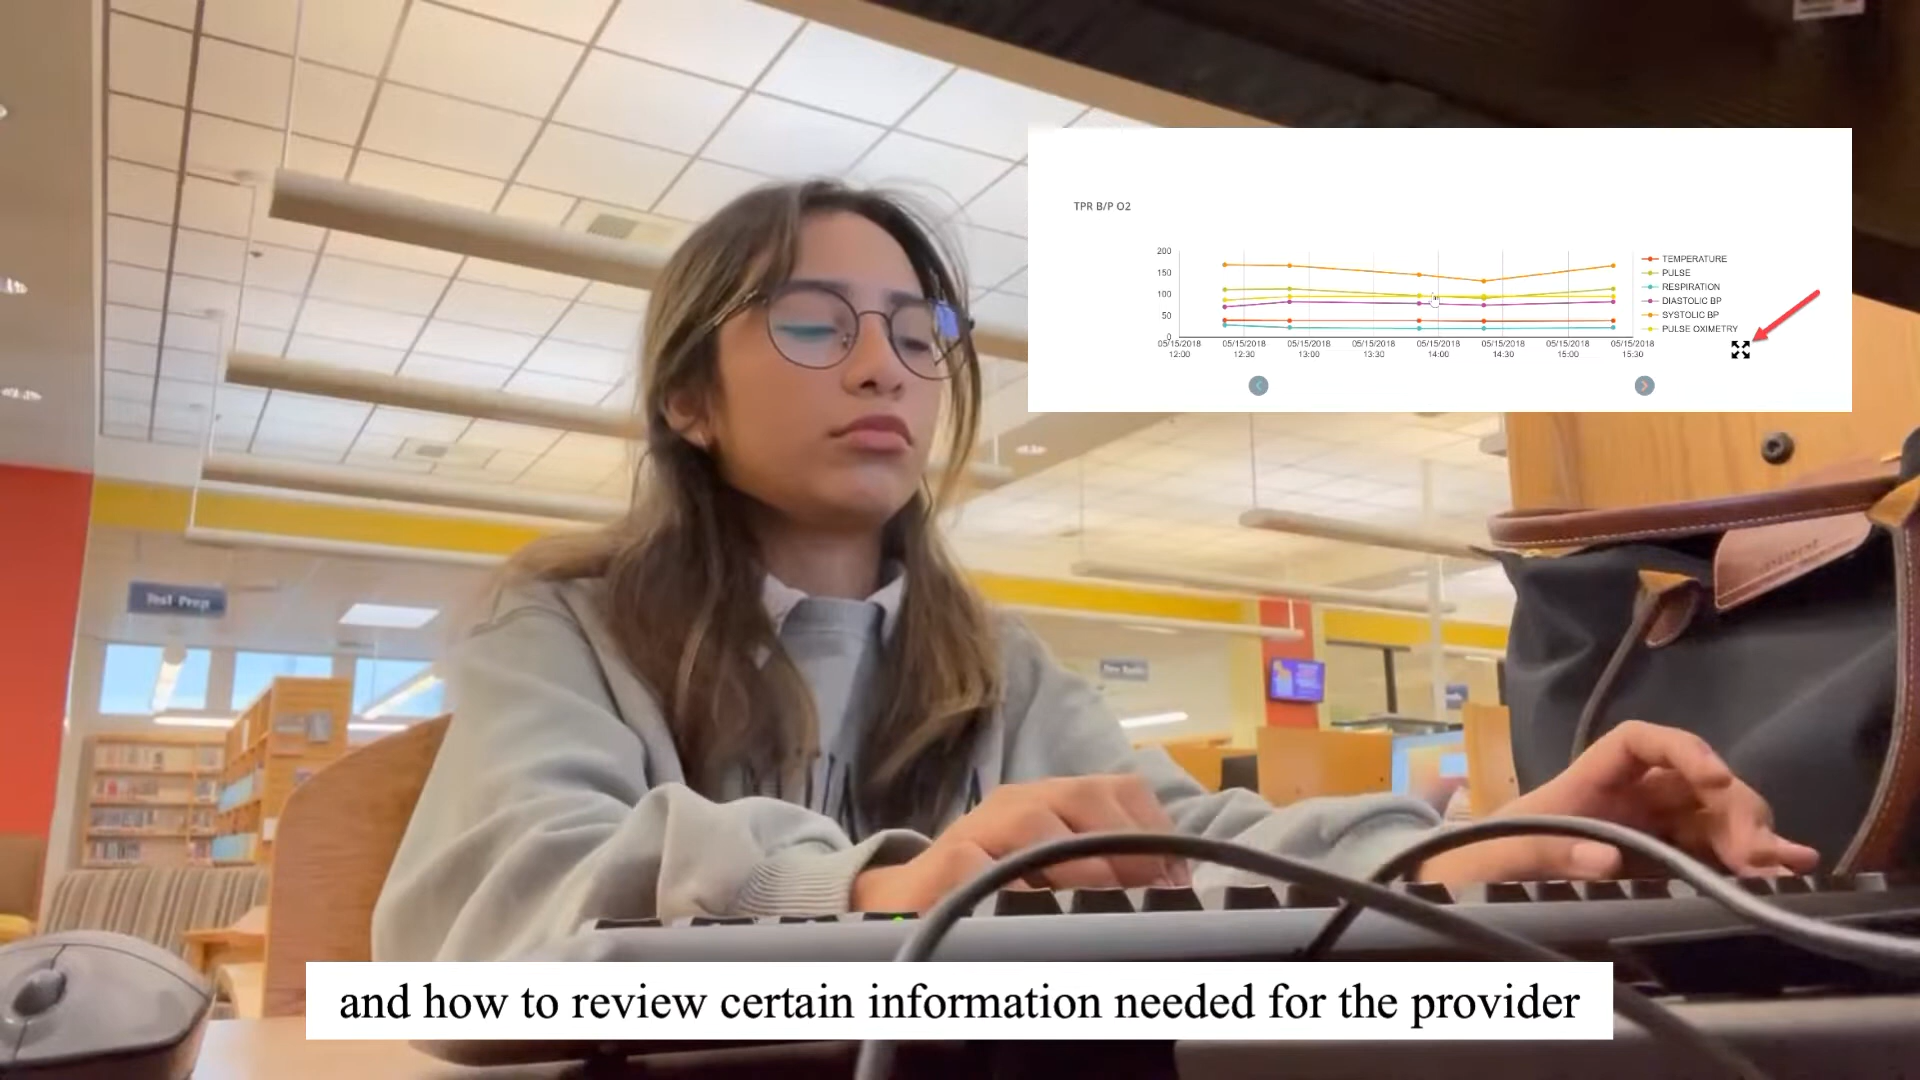 TPR B/P O2
200
150
100
50
0
TEMPERATURE
PULSE
RESPIRATION
DIASTOLIC BP
SYSTOLIC BP
PULSE OXIMETRY
05/15/2018 05/15/2018 05/15/2018 05/15/2018 05/15/2018 05/15/2018 05/15/2018 05/15/2018
12:00 12:30 13:00 13:30 14:00 14:30 15:00 15:30
Test Prep
and how to review certain information needed for the provider